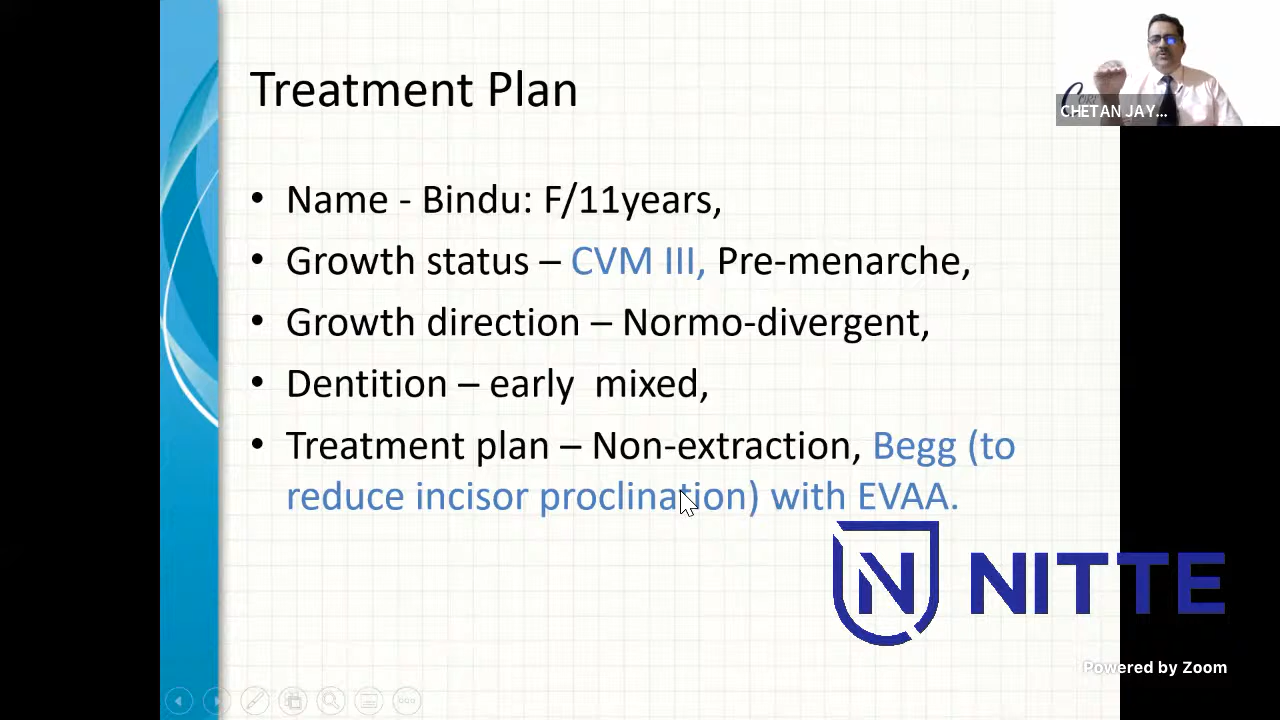 Treatment Plan
CHETAN JAY...
• Name - Bindu: F/11years,
• Growth status – CVM III, Pre-menarche,
• Growth direction – Normo-divergent,
• Dentition – early  mixed,
• Treatment plan – Non-extraction, Begg (to
reduce incisor proclination) with EVAA.
N NITTE
Powered by Zoom